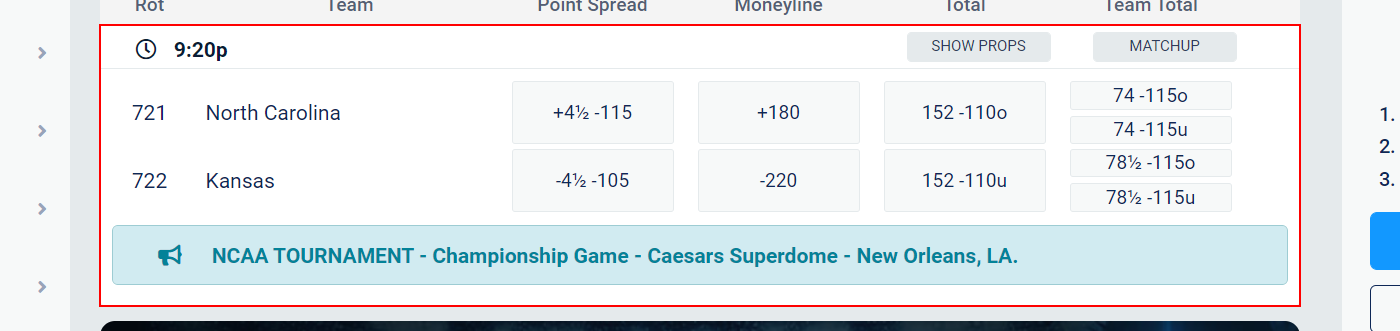 Rot Team Point Spread Moneyline Total Team Total
9:20p SHOW PROPS MATCHUP
721 North Carolina +4½ -115 +180 152 -110o 74 -115o
74 -115u
722 Kansas -4½ -105 -220 152 -110u 78½ -115o
78½ -115u
NCAA TOURNAMENT - Championship Game - Caesars Superdome - New Orleans, LA.
1.
2.
3.